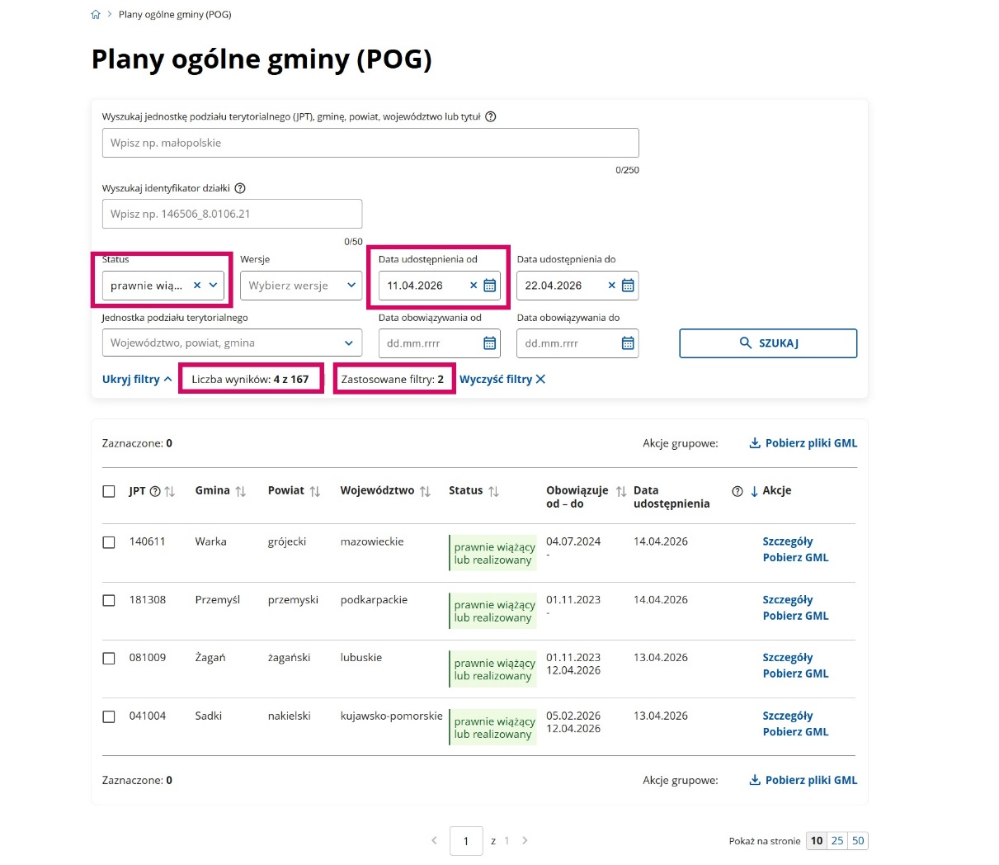 Plany ogólne gminy (POG)
Plany ogólne gminy (POG)
Wyszukaj jednostkę podziału terytorialnego (JPT), gminę, powiat, województwo lub tytuł
Wpisz np. małopolskie
0/250
Wyszukaj identyfikator działki
Wpisz np. 146506_8.0106.21
0/50
Status Wersje Data udostępnienia od Data udostępnienia do
prawnie wią... Wybierz wersje 11.04.2026 22.04.2026
Jednostka podziału terytorialnego Data obowiązywania od Data obowiązywania do
Województwo, powiat, gmina dd.mm.rrrr dd.mm.rrrr SZUKAJ
Ukryj filtry Liczba wyników: 4 z 167 Zastosowane filtry: 2 Wyczyść filtry
Zaznaczone: 0 Akcje grupowe: Pobierz pliki GML
JPT Gmina Powiat Województwo Status Obowiązuje od – do Data udostępnienia Akcje
140611 Warka grójecki mazowieckie prawnie wiążący lub realizowany 04.07.2024 - 14.04.2026 Szczegóły Pobierz GML
181308 Przemyśl przemyski podkarpackie prawnie wiążący lub realizowany 01.11.2023 - 14.04.2026 Szczegóły Pobierz GML
081009 Żagań żagański lubuskie prawnie wiążący lub realizowany 01.11.2023 12.04.2026 13.04.2026 Szczegóły Pobierz GML
041004 Sadki nakielski kujawsko-pomorskie prawnie wiążący lub realizowany 05.02.2026 12.04.2026 13.04.2026 Szczegóły Pobierz GML
Zaznaczone: 0 Akcje grupowe: Pobierz pliki GML
1 z 1 Pokaż na stronie 10 25 50